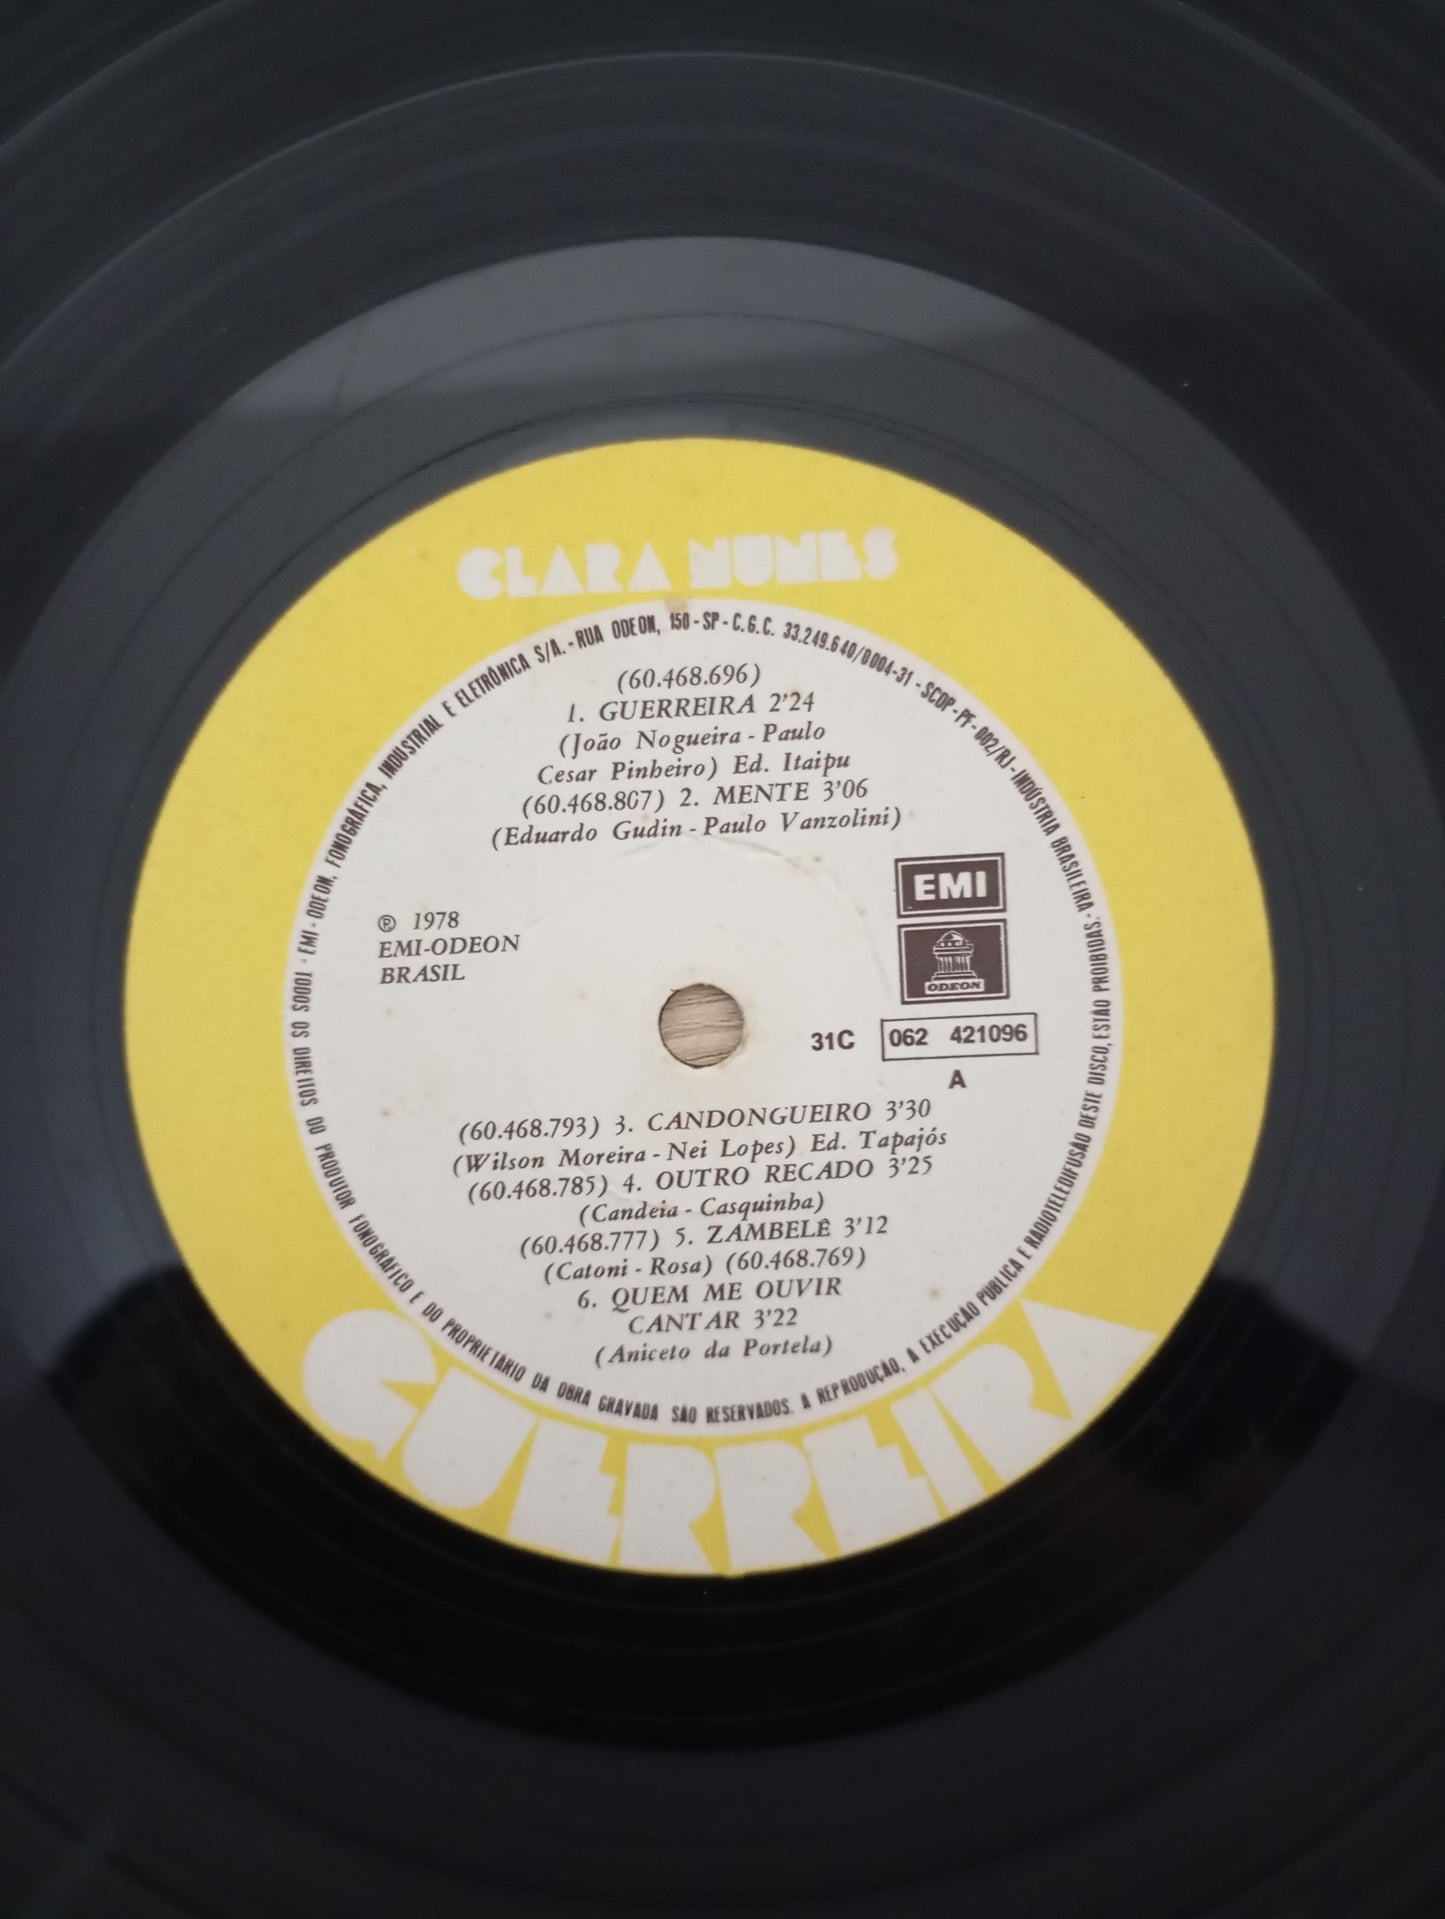 CLARA NUNES
EMI - ODEON, FONOGRÁFICA, INDUSTRIAL E ELETRÔNICA S/A. - RUA ODEON, 150 - SP - C.G.C. 33.249.640/0004-31 - SCDP - PF - 002/RJ - INDÚSTRIA BRASILEIRA - TODOS OS DIREITOS DO PRODUTOR FONOGRÁFICO E DO PROPRIETÁRIO DA OBRA GRAVADA SÃO RESERVADOS. A REPRODUÇÃO, A EXECUÇÃO PÚBLICA E RADIOTELEDIFUSÃO DESTE DISCO, ESTÃO PROIBIDAS.
(60.468.696)
1. GUERREIRA 2'24
(João Nogueira - Paulo
Cesar Pinheiro) Ed. Itaipu
(60.468.807) 2. MENTE 3'06
(Eduardo Gudin - Paulo Vanzolini)
℗ 1978
EMI-ODEON
BRASIL
EMI
ODEON
31C 062 421096
A
(60.468.793) 3. CANDONGUEIRO 3'30
(Wilson Moreira - Nei Lopes) Ed. Tapajós
(60.468.785) 4. OUTRO RECADO 3'25
(Candeia - Casquinha)
(60.468.777) 5. ZAMBELÊ 3'12
(Catoni - Rosa) (60.468.769)
6. QUEM ME OUVIR
CANTAR 3'22
(Aniceto da Portela)
GUERREIRA